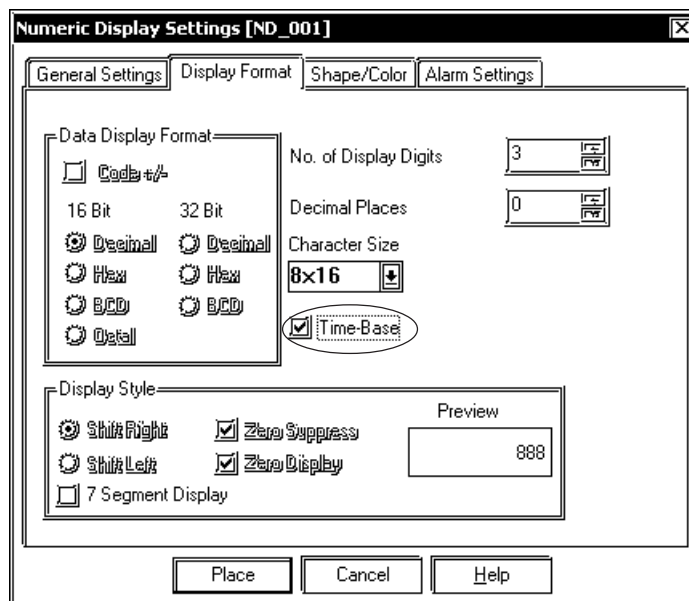 Numeric Display Settings [ND_001]
General Settings Display Format Shape/Color Alarm Settings
Data Display Format
Code +/-
16 Bit 32 Bit
Decimal Decimal
Hex Hex
BCD BCD
Octal
No. of Display Digits 3
Decimal Places 0
Character Size
8×16
Time-Base
Display Style
Shift Right Zero Suppress
Shift Left Zero Display
7 Segment Display
Preview
888
Place Cancel Help